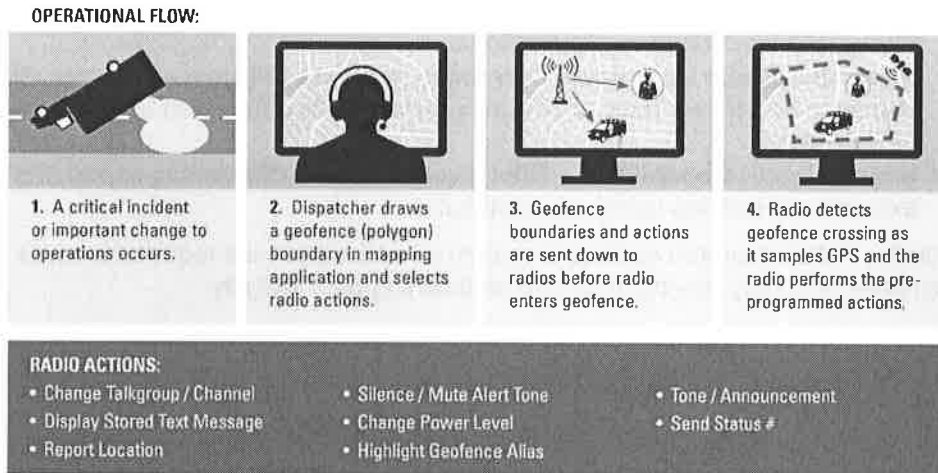 OPERATIONAL FLOW:
1. A critical incident
or important change to
operations occurs.
2. Dispatcher draws
a geofence (polygon)
boundary in mapping
application and selects
radio actions.
3. Geofence
boundaries and actions
are sent down to
radios before radio
enters geofence.
4. Radio detects
geofence crossing as
it samples GPS and the
radio performs the pre-
programmed actions.
RADIO ACTIONS:
• Change Talkgroup / Channel
• Display Stored Text Message
• Report Location
• Silence / Mute Alert Tone
• Change Power Level
• Highlight Geofence Alias
• Tone / Announcement
• Send Status #